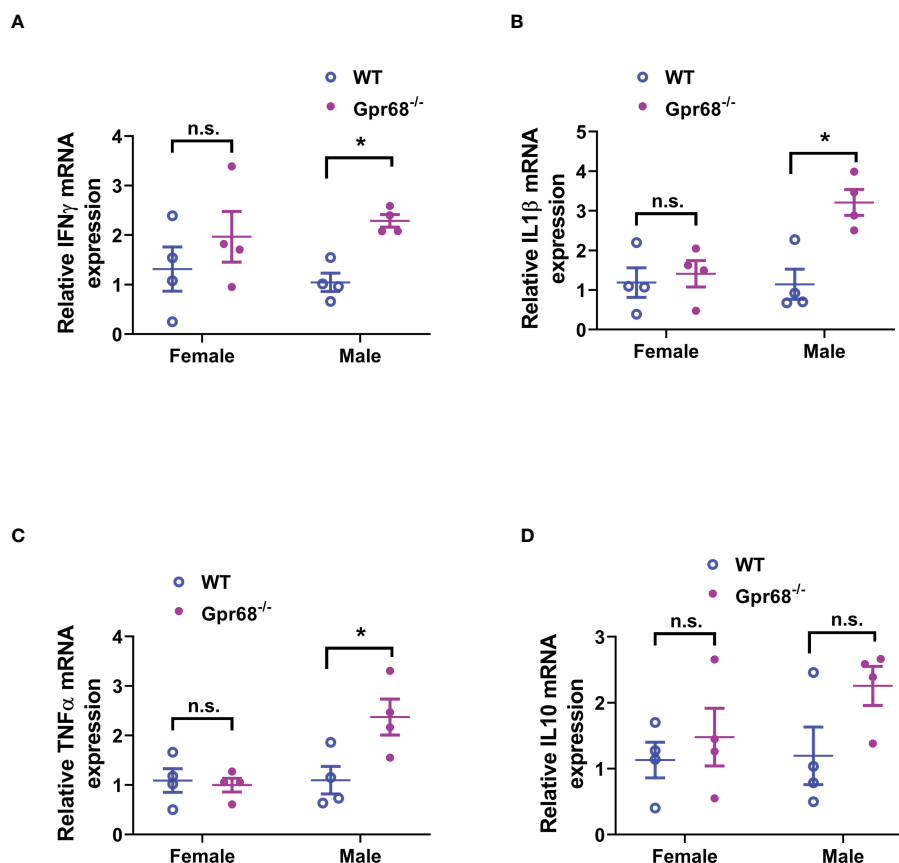 A
WT
Gpr68-/-
Relative IFNγ mRNA
expression
4
3
2
1
0
n.s.
*
Female
Male
B
WT
Gpr68-/-
Relative IL1β mRNA
expression
5
4
3
2
1
0
n.s.
*
Female
Male
C
WT
Gpr68-/-
Relative TNFα mRNA
expression
4
3
2
1
0
n.s.
*
Female
Male
D
WT
Gpr68-/-
Relative IL10 mRNA
expression
3
2
1
0
n.s.
n.s.
Female
Male